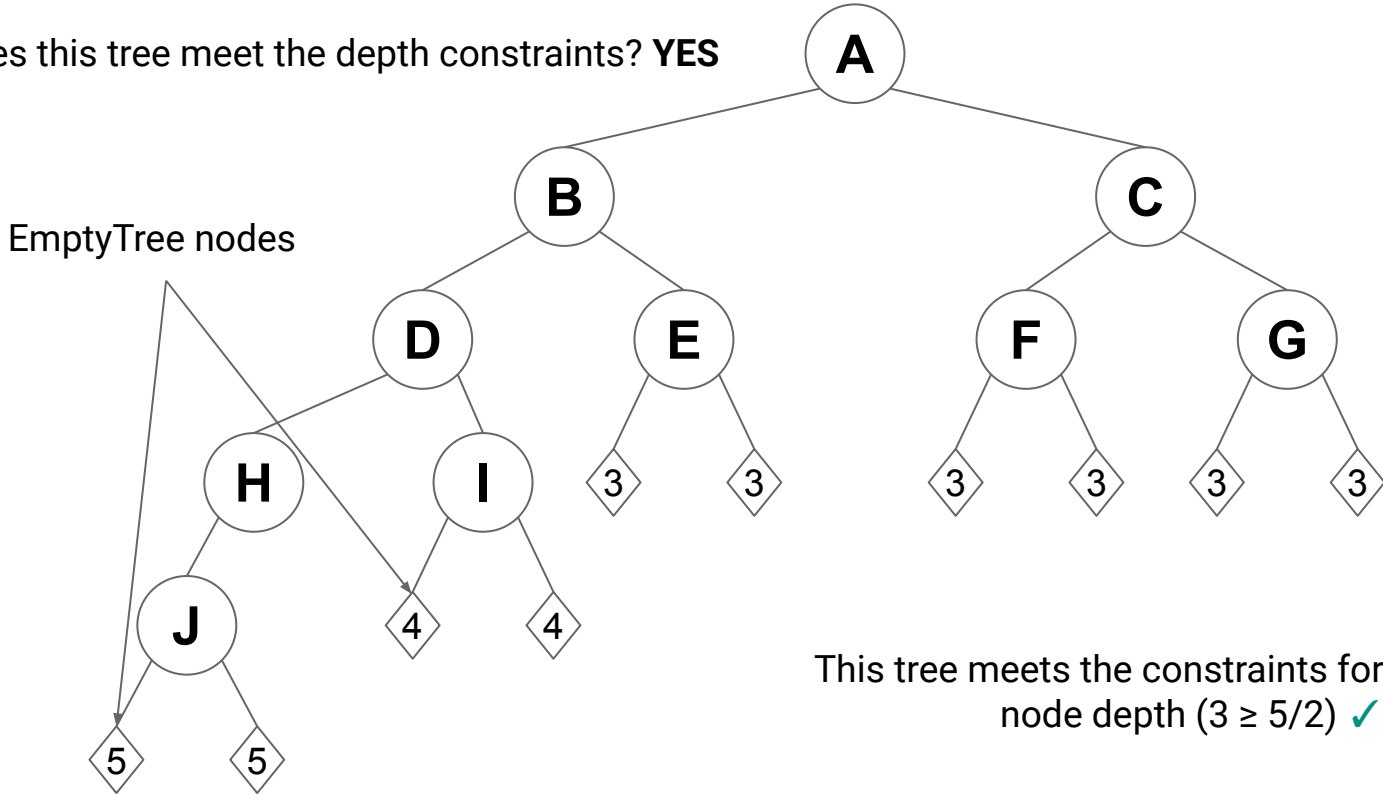 es this tree meet the depth constraints? YES
A
B
C
EmptyTree nodes
D
E
F
G
H
I
3
3
3
3
3
3
J
4
4
This tree meets the constraints for
node depth (3 ≥ 5/2) ✓
5
5